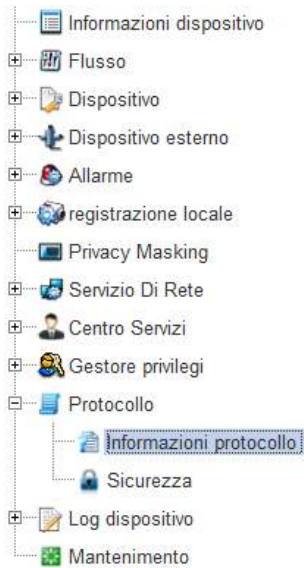 Informazioni dispositivo
Flusso
Dispositivo
Dispositivo esterno
Allarme
registrazione locale
Privacy Masking
Servizio Di Rete
Centro Servizi
Gestore privilegi
Protocollo
Informazioni protocollo
Sicurezza
Log dispositivo
Mantenimento